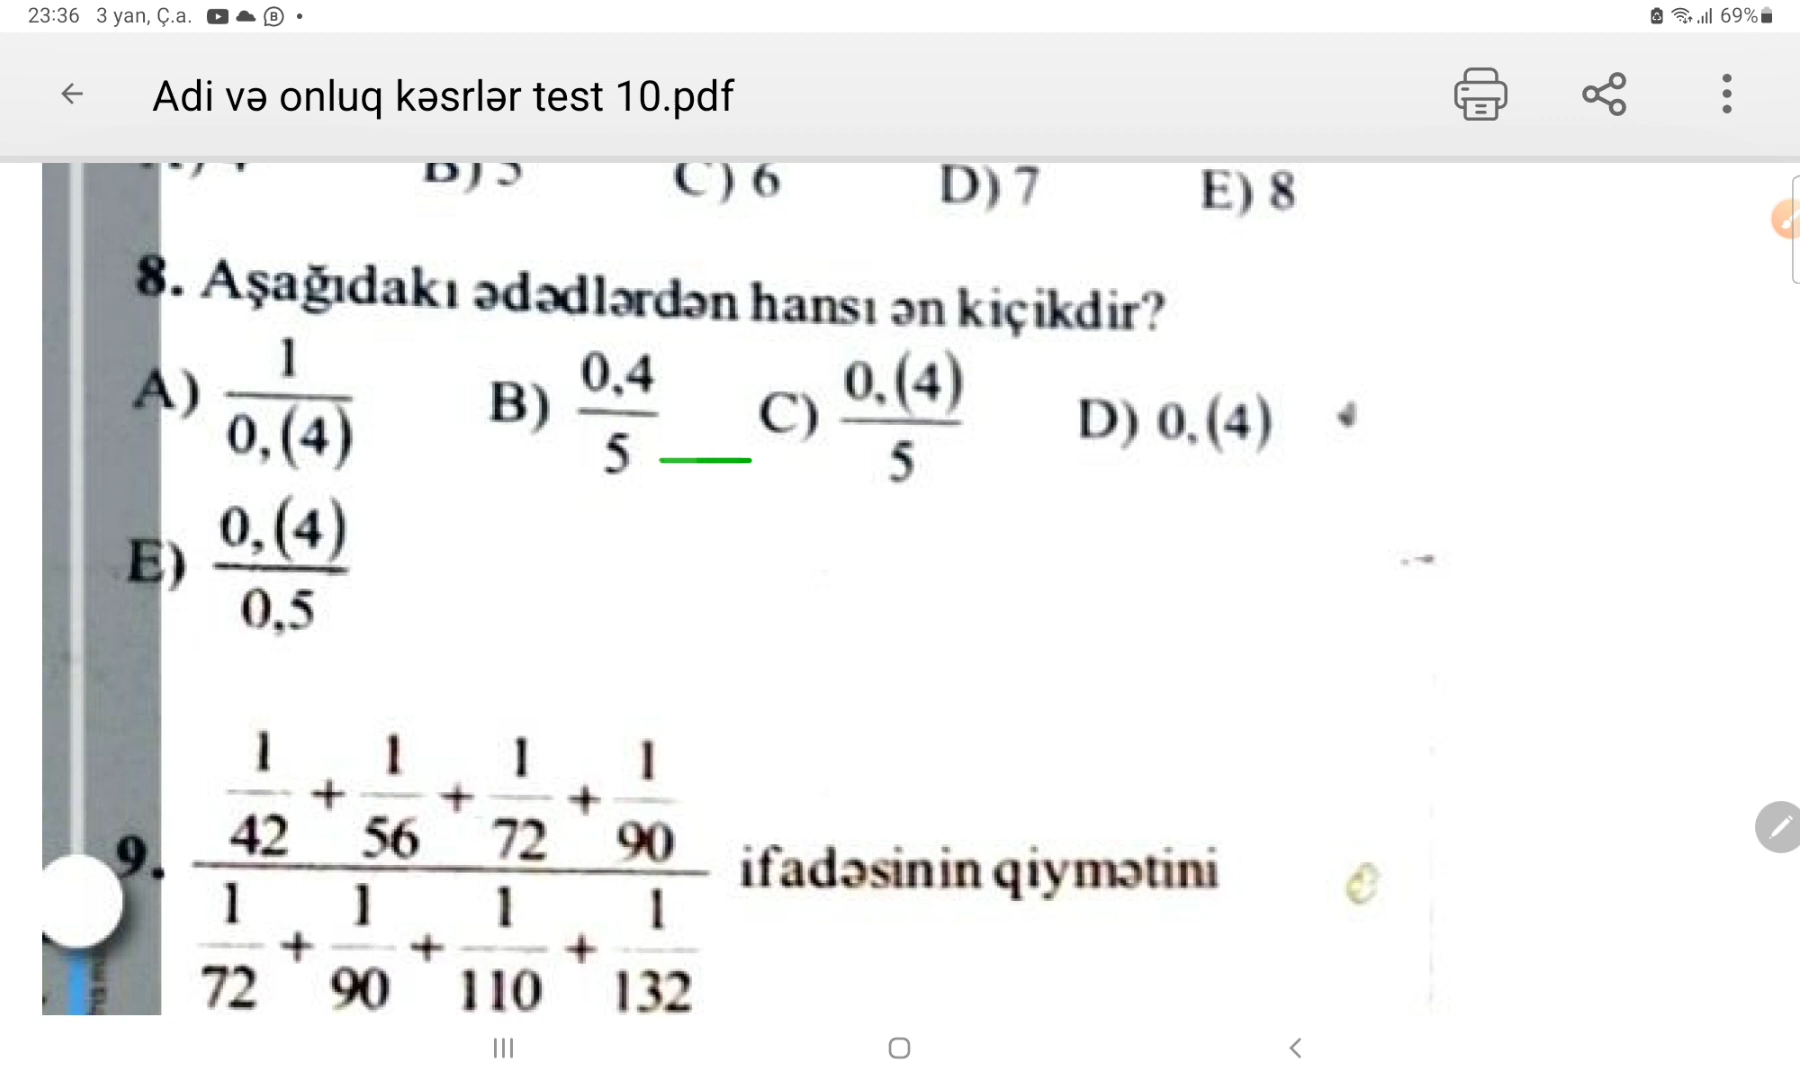 23:36 3 yan, Ç.a. 69%
Adi və onluq kəsrlər test 10.pdf
C) 6 D) 7 E) 8
8. Aşağıdakı ədədlərdən hansı ən kiçikdir?
A) 1/0,(4) B) 0,4/5 C) 0,(4)/5 D) 0,(4)
E) 0,(4)/0,5
1/42 + 1/56 + 1/72 + 1/90
9. ifadəsinin qiymətini
1/72 + 1/90 + 1/110 + 1/132